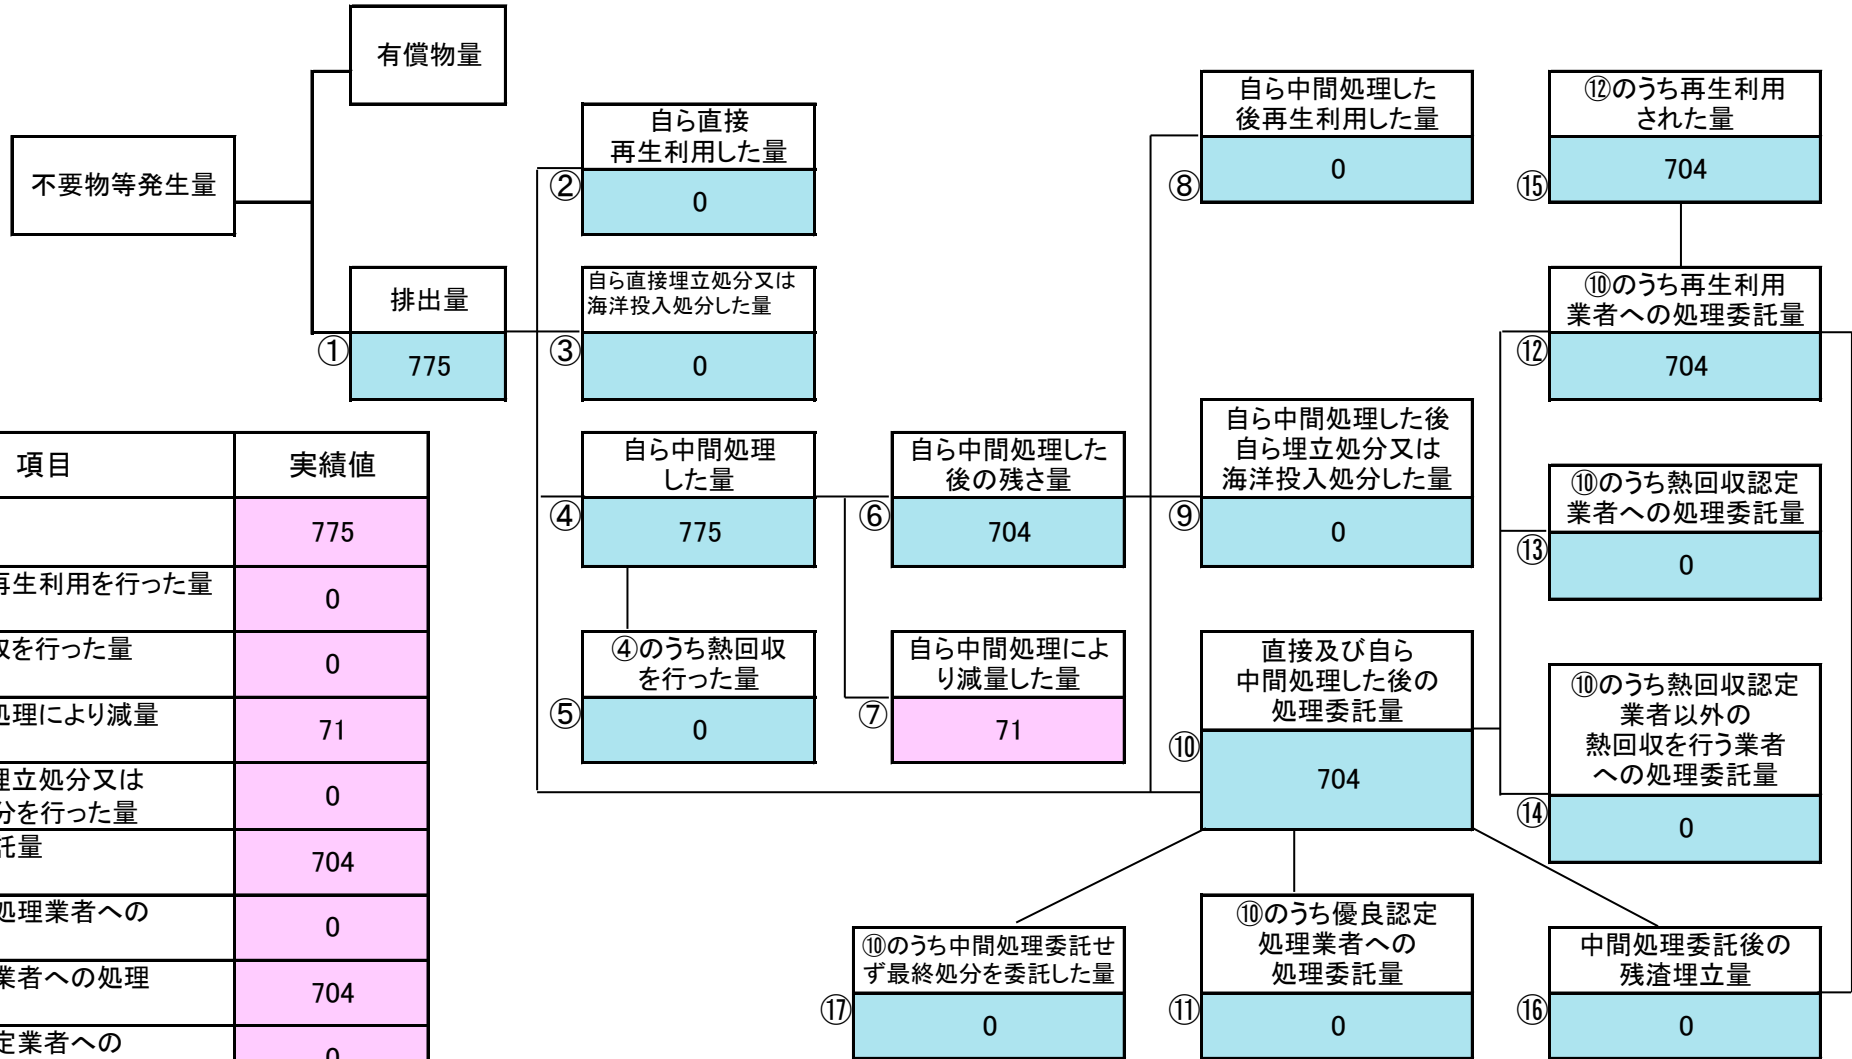 有償物量
不要物等発生量
排出量
①
775
自ら直接
再生利用した量
②
0
自ら直接埋立処分又は
海洋投入処分した量
③
0
自ら中間処理
した量
④
775
④のうち熱回収
を行った量
⑤
0
自ら中間処理した
後の残さ量
⑥
704
自ら中間処理によ
り減量した量
⑦
71
自ら中間処理した
後再生利用した量
⑧
0
自ら中間処理した後
自ら埋立処分又は
海洋投入処分した量
⑨
0
直接及び自ら
中間処理した後の
処理委託量
⑩
704
⑫のうち再生利用
された量
⑮
704
⑩のうち再生利用
業者への処理委託量
⑫
704
⑩のうち熱回収認定
業者への処理委託量
⑬
0
⑩のうち熱回収認定
業者以外の
熱回収を行う業者
への処理委託量
⑭
0
⑩のうち中間処理委託せ
ず最終処分を委託した量
⑰
0
⑩のうち優良認定
処理業者への
処理委託量
⑪
0
中間処理委託後の
残渣埋立量
⑯
0
項目 実績値
775
再生利用を行った量 0
収を行った量 0
処理により減量 71
埋立処分又は
分を行った量 0
託量 704
処理業者への 0
業者への処理 704
定業者への 0